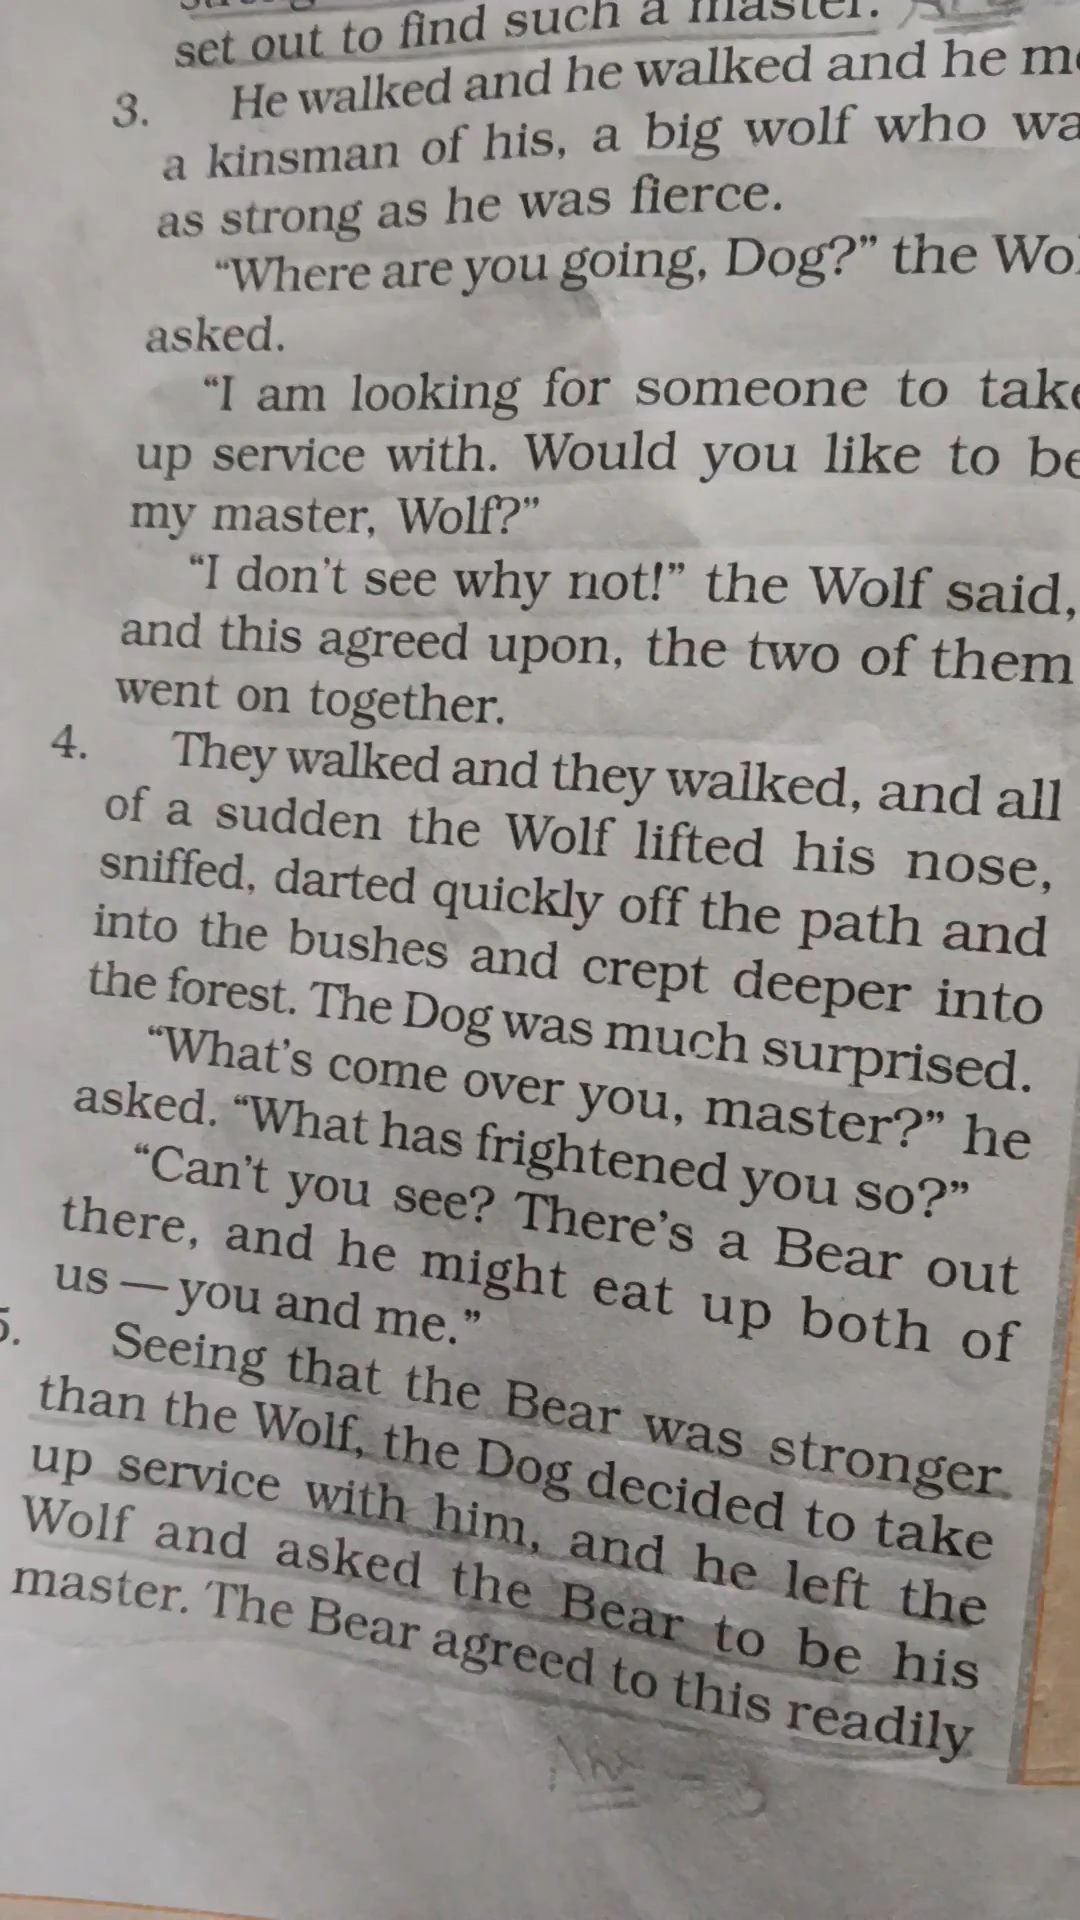 set out to find such a master.
3. He walked and he walked and he m
a kinsman of his, a big wolf who wa
as strong as he was fierce.
“Where are you going, Dog?” the Wo
asked.
“I am looking for someone to take
up service with. Would you like to be
my master, Wolf?”
“I don't see why not!” the Wolf said,
and this agreed upon, the two of them
went on together.
4. They walked and they walked, and all
of a sudden the Wolf lifted his nose,
sniffed, darted quickly off the path and
into the bushes and crept deeper into
the forest. The Dog was much surprised.
“What's come over you, master?” he
asked. “What has frightened you so?”
“Can't you see? There's a Bear out
there, and he might eat up both of
us — you and me.”
5. Seeing that the Bear was stronger
than the Wolf, the Dog decided to take
up service with him, and he left the
Wolf and asked the Bear to be his
master. The Bear agreed to this readily
Ans - 3